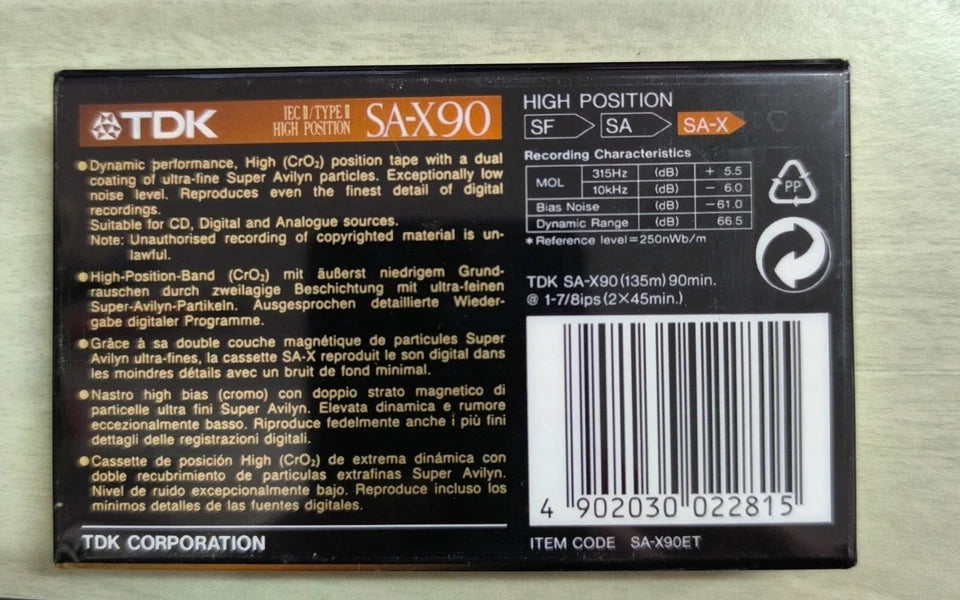 TDK
IEC II/TYPE II
HIGH POSITION
SA-X90
●Dynamic performance, High (CrO₂) position tape with a dual
coating of ultra-fine Super Avilyn particles. Exceptionally low
noise level. Reproduces even the finest detail of digital
recordings.
Suitable for CD, Digital and Analogue sources.
Note: Unauthorised recording of copyrighted material is un-
lawful.
●High-Position-Band (CrO₂) mit äußerst niedrigem Grund-
rauschen durch zweilagige Beschichtung mit ultra-feinen
Super-Avilyn-Partikeln. Ausgesprochen detaillierte Wieder-
gabe digitaler Programme.
●Grâce à sa double couche magnétique de particules Super
Avilyn ultra-fines, la cassette SA-X reproduit le son digital dans
les moindres détails avec un bruit de fond minimal.
●Nastro high bias (cromo) con doppio strato magnetico di
particelle ultra fini Super Avilyn. Elevata dinamica e rumore
eccezionalmente basso. Riproduce fedelmente anche i più fini
dettagli delle registrazioni digitali.
●Cassette de posición High (CrO₂) de extrema dinámica con
doble recubrimiento de particulas extrafinas Super Avilyn.
Nivel de ruido excepcionalmente bajo. Reproduce incluso los
minimos detalles de las fuentes digitales.
TDK CORPORATION
HIGH POSITION
SF SA SA-X
Recording Characteristics
MOL 315Hz (dB) + 5.5
10kHz (dB) − 6.0
Bias Noise (dB) −61.0
Dynamic Range (dB) 66.5
*Reference level=250nWb/m
PP
TDK SA-X90 (135m) 90min.
@ 1-7/8ips (2×45min.)
4 902030 022815
ITEM CODE SA-X90ET